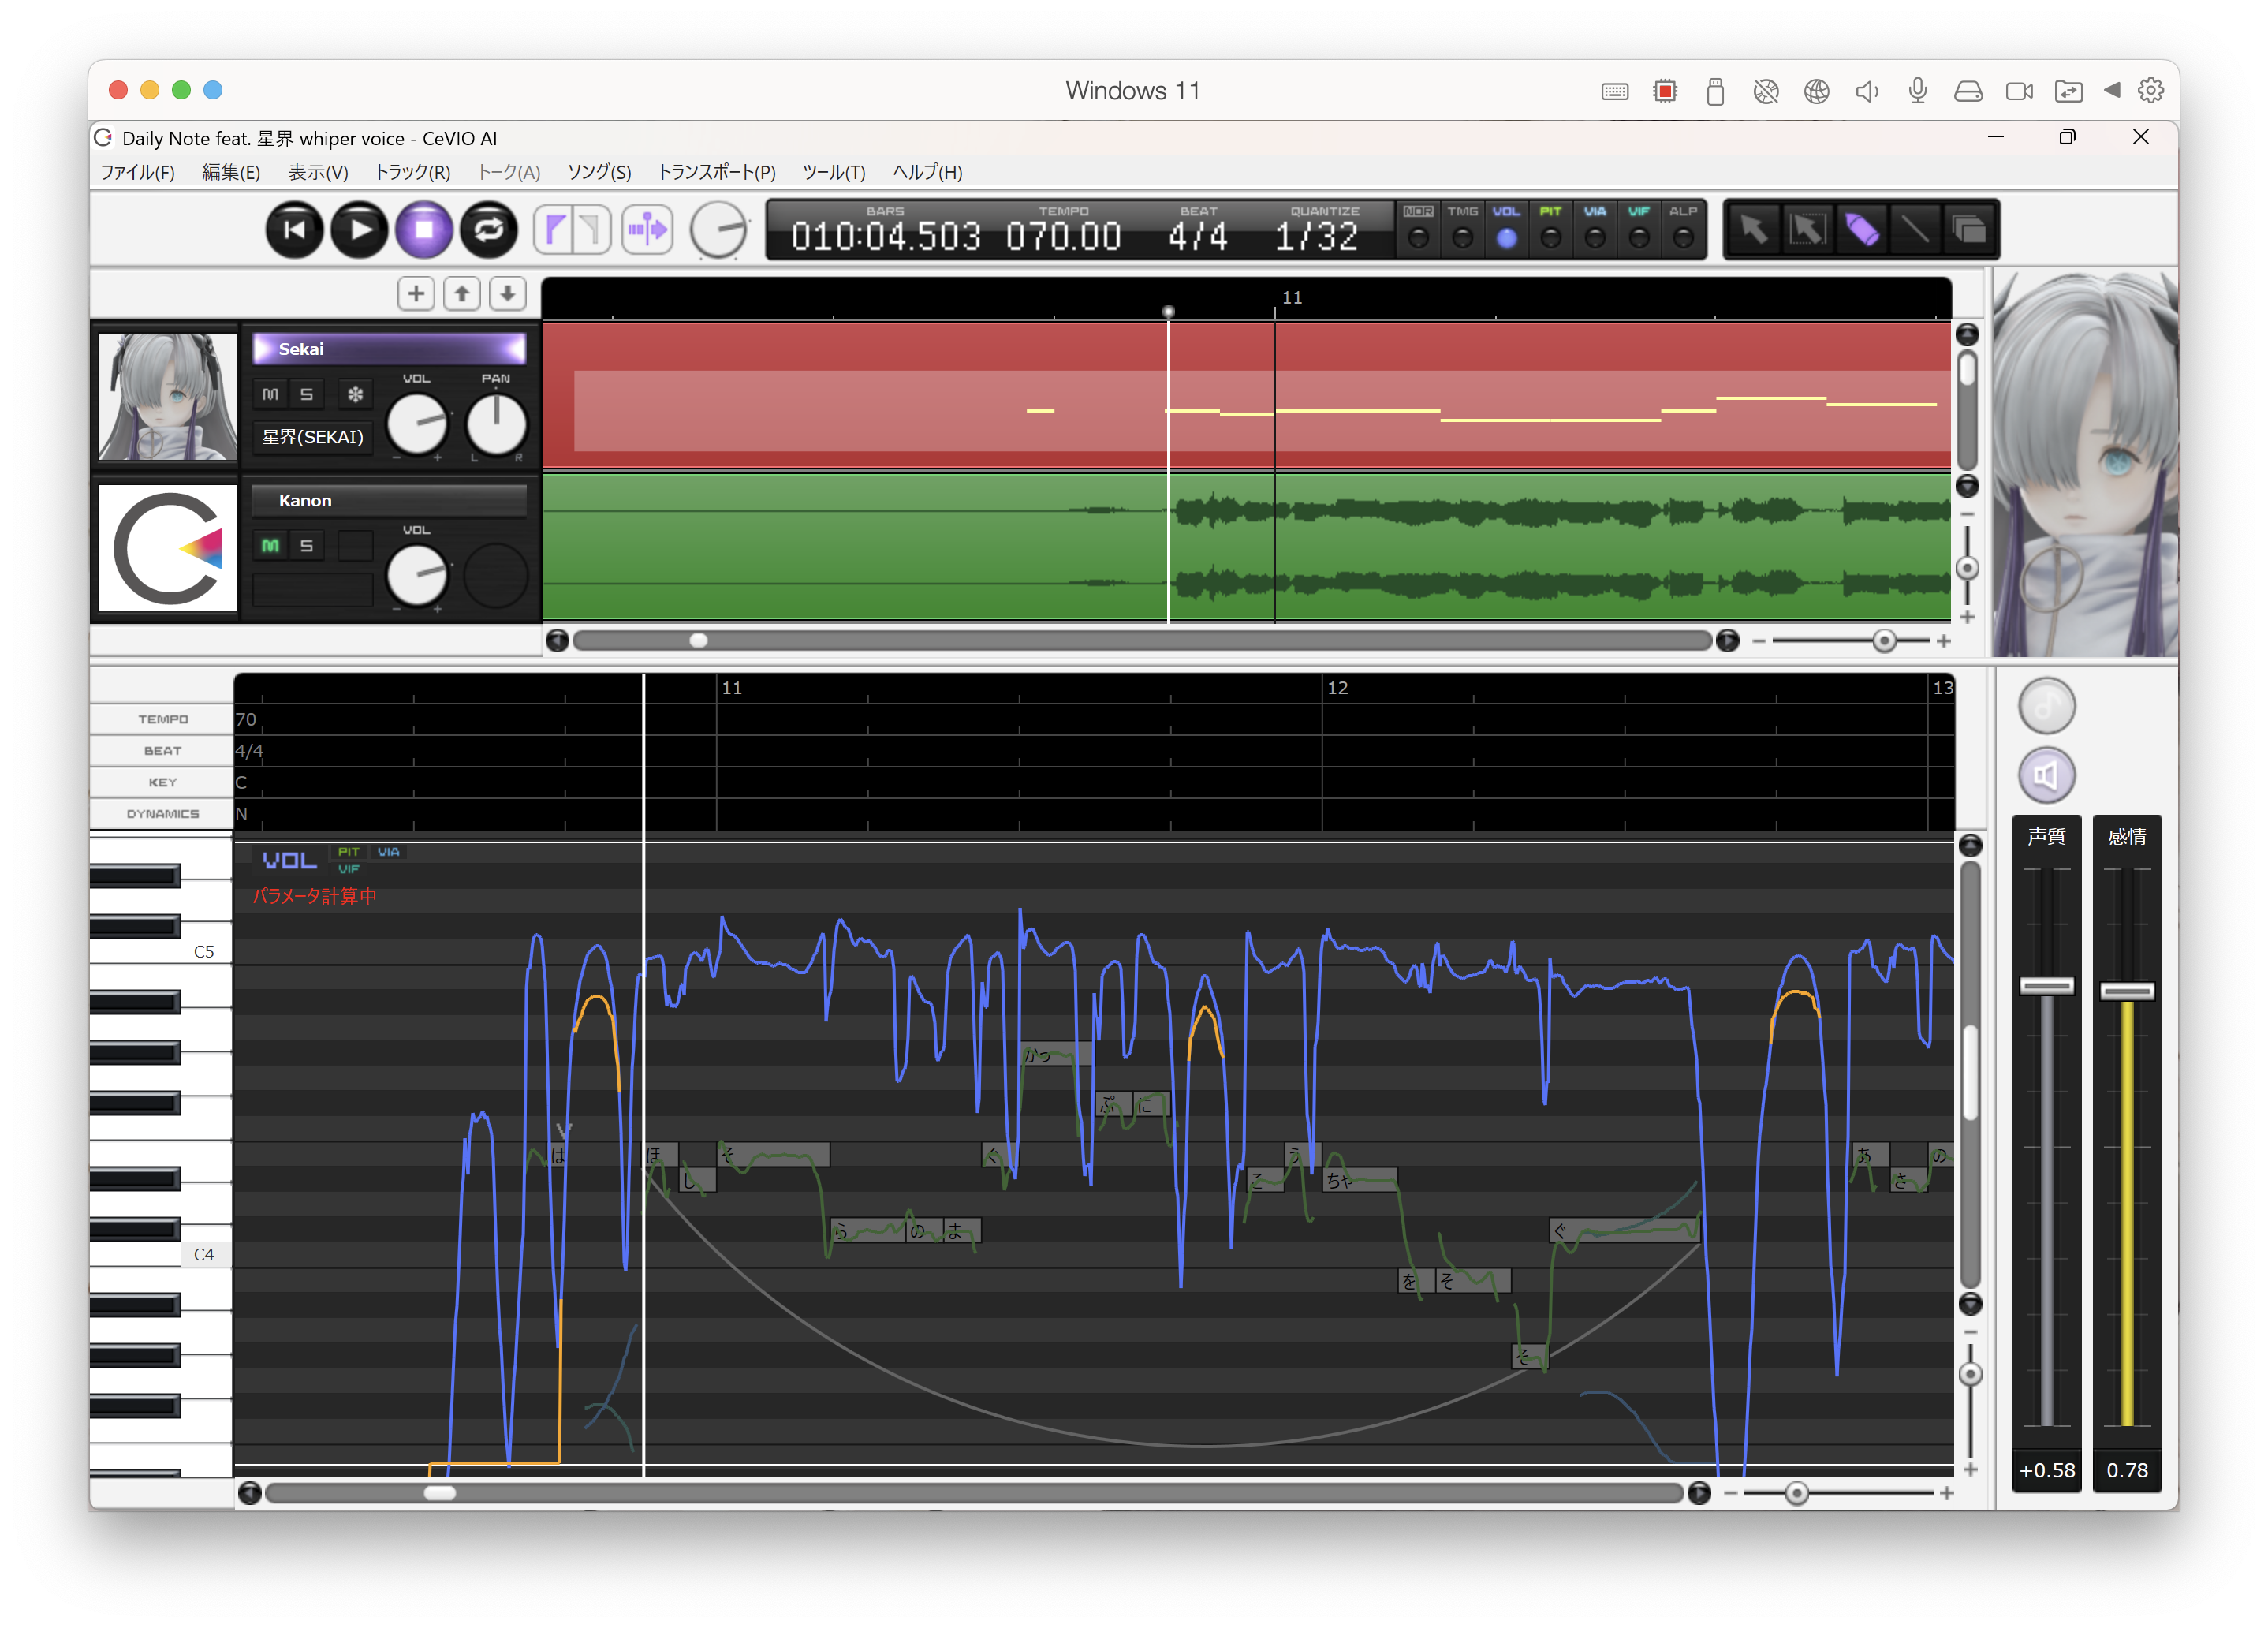 Windows 11
Daily Note feat. 星界 whiper voice - CeVIO AI
ファイル(F) 編集(E) 表示(V) トラック(R) トーク(A) ソング(S) トランスポート(P) ツール(T) ヘルプ(H)
BARS TEMPO BEAT QUANTIZE NOR TMG VOL PIT VIA VIF ALP
010:04.503 070.00 4/4 1/32
11
Sekai
VOL PAN
M S
星界(SEKAI)
- + L R
Kanon
VOL
M S
- +
11 12 13
TEMPO 70
BEAT 4/4
KEY C
DYNAMICS N
VOL PIT VIA
VIF
パラメータ計算中
声質 感情
C5
かっ
ぷ に
は ほ そ ぐ う あ の
し こ ちゃ さ
ら の ま ぐ
C4
を そ
そ
+0.58 0.78